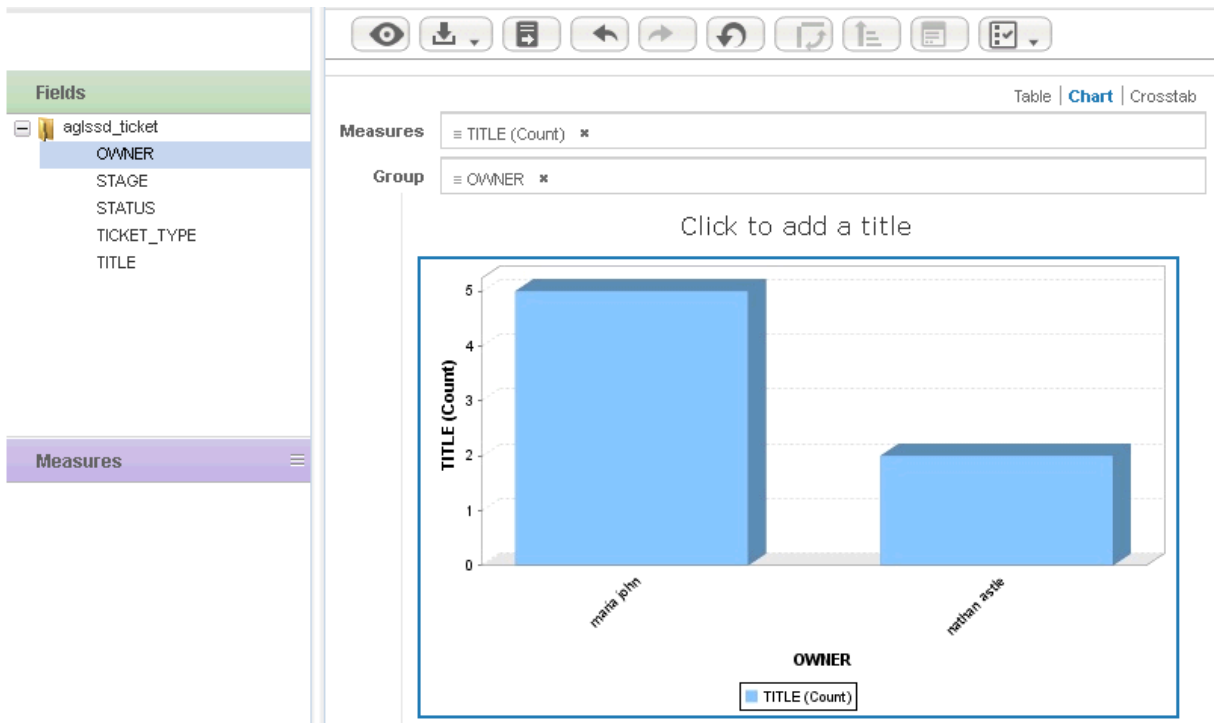 Fields
aglssd_ticket
OWNER
STAGE
STATUS
TICKET_TYPE
TITLE
Measures
Table | Chart | Crosstab
Measures
TITLE (Count)
Group
OWNER
Click to add a title
TITLE (Count)
5
4
3
2
1
0
maria john
nathan astle
OWNER
TITLE (Count)